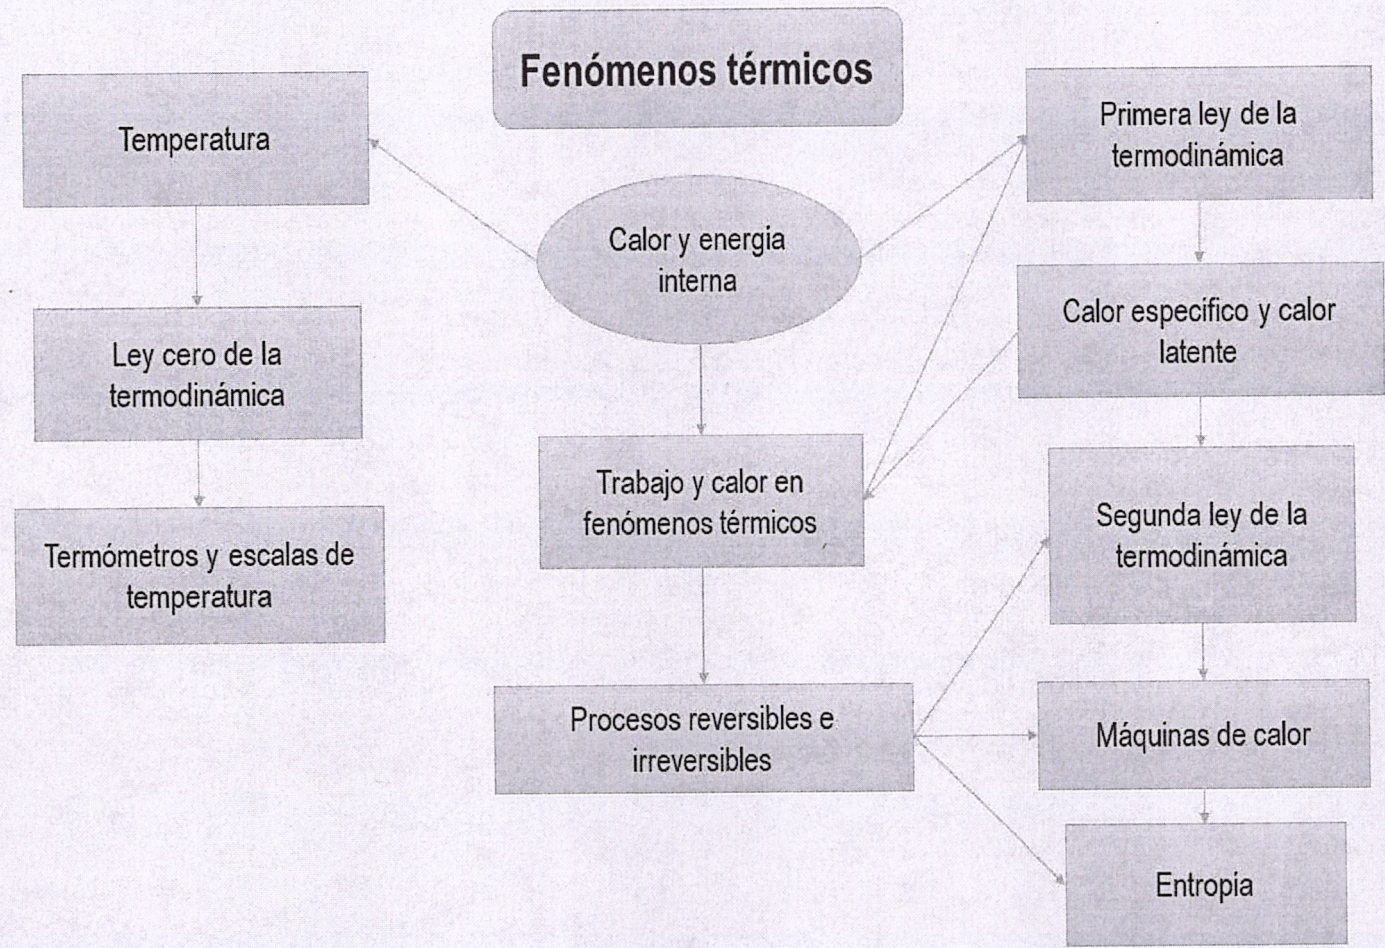 Fenómenos térmicos
Temperatura
Primera ley de la
termodinámica
Calor y energia
interna
Ley cero de la
termodinámica
Calor específico y calor
latente
Trabajo y calor en
fenómenos térmicos
Segunda ley de la
termodinámica
Termómetros y escalas de
temperatura
Procesos reversibles e
irreversibles
Máquinas de calor
Entropía